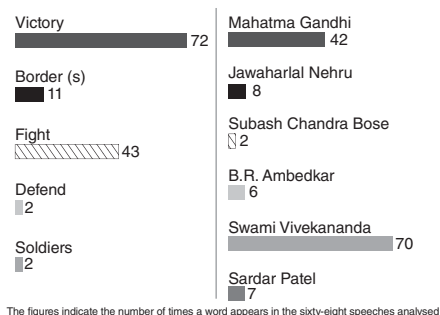 Victory
72
Border (s)
11
Fight
43
Defend
2
Soldiers
2
Mahatma Gandhi
42
Jawaharlal Nehru
8
Subash Chandra Bose
2
B.R. Ambedkar
6
Swami Vivekananda
70
Sardar Patel
7
The figures indicate the number of times a word appears in the sixty-eight speeches analysed